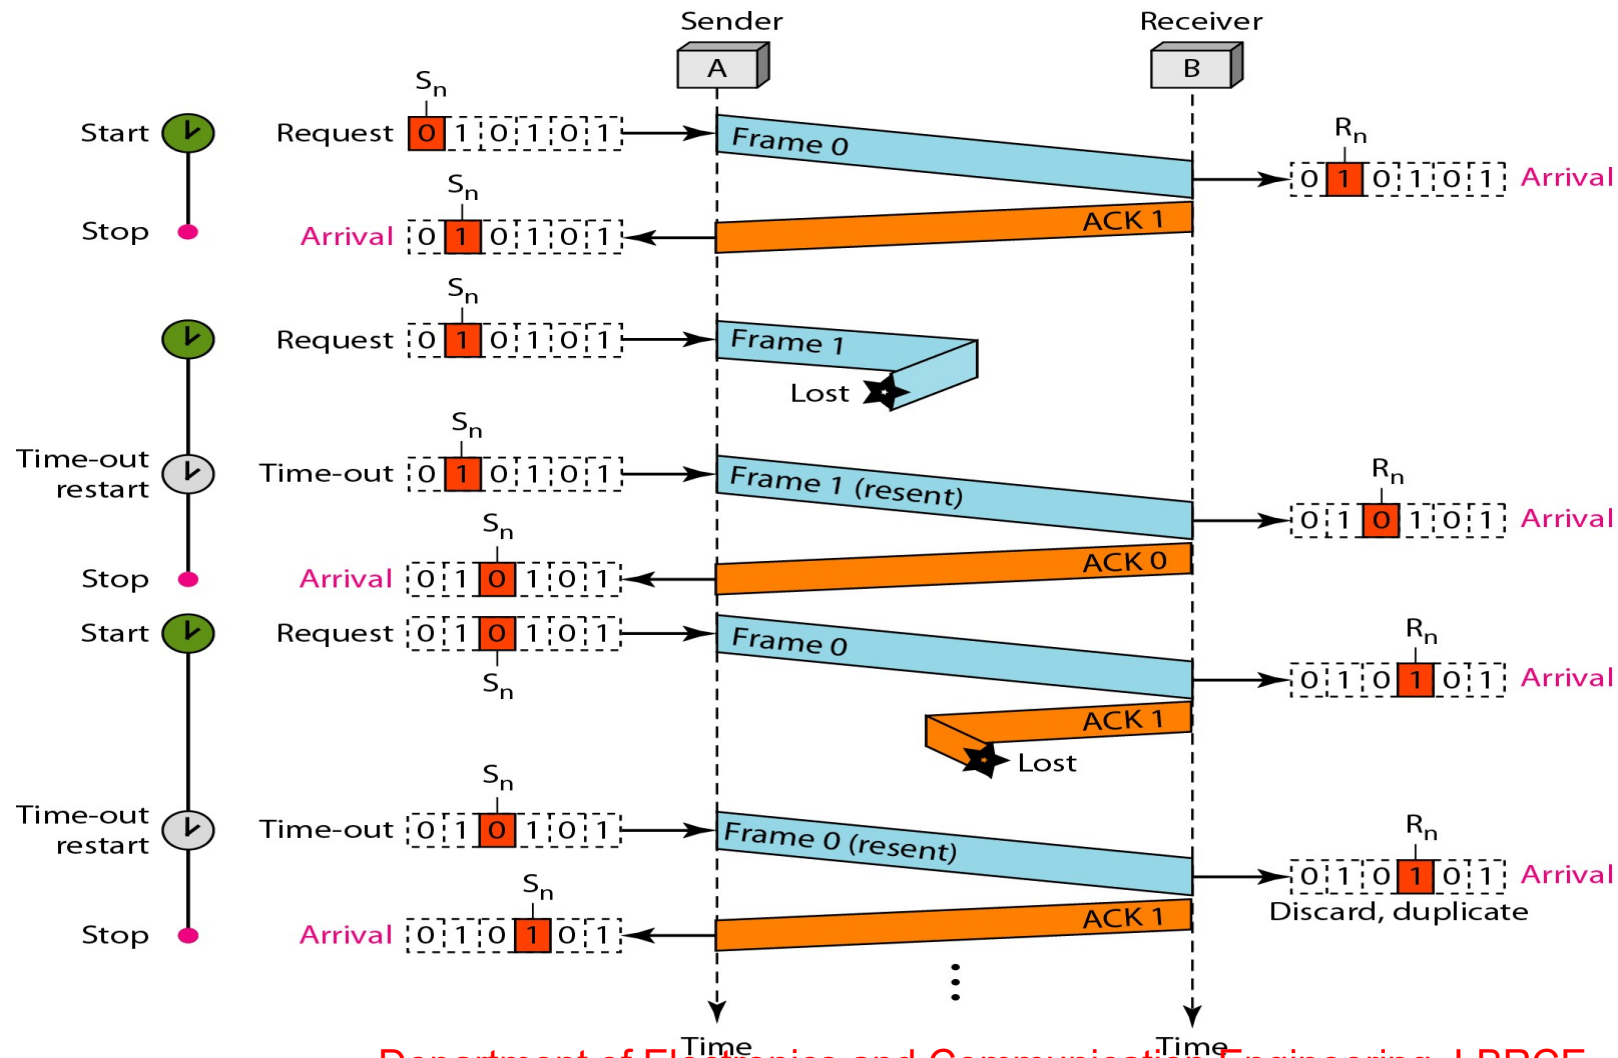 Sender Receiver
A B
Sn
Start Request 0 1 0 1 0 1 Frame 0
Rn
0 1 0 1 0 1 Arrival
Sn
Stop Arrival 0 1 0 1 0 1 ACK 1
Sn
Request 0 1 0 1 0 1 Frame 1
Lost
Sn
Time-out
restart
Time-out 0 1 0 1 0 1 Frame 1 (resent)
Rn
0 1 0 1 0 1 Arrival
Sn
Stop Arrival 0 1 0 1 0 1 ACK 0
Start Request 0 1 0 1 0 1 Frame 0
Sn
Rn
0 1 0 1 0 1 Arrival
ACK 1
Lost
Sn
Time-out
restart
Time-out 0 1 0 1 0 1 Frame 0 (resent)
Rn
0 1 0 1 0 1 Arrival
Discard, duplicate
Sn
Stop Arrival 0 1 0 1 0 1 ACK 1
Time Time
Department of Electronics and Communication Engineering, LBRCE